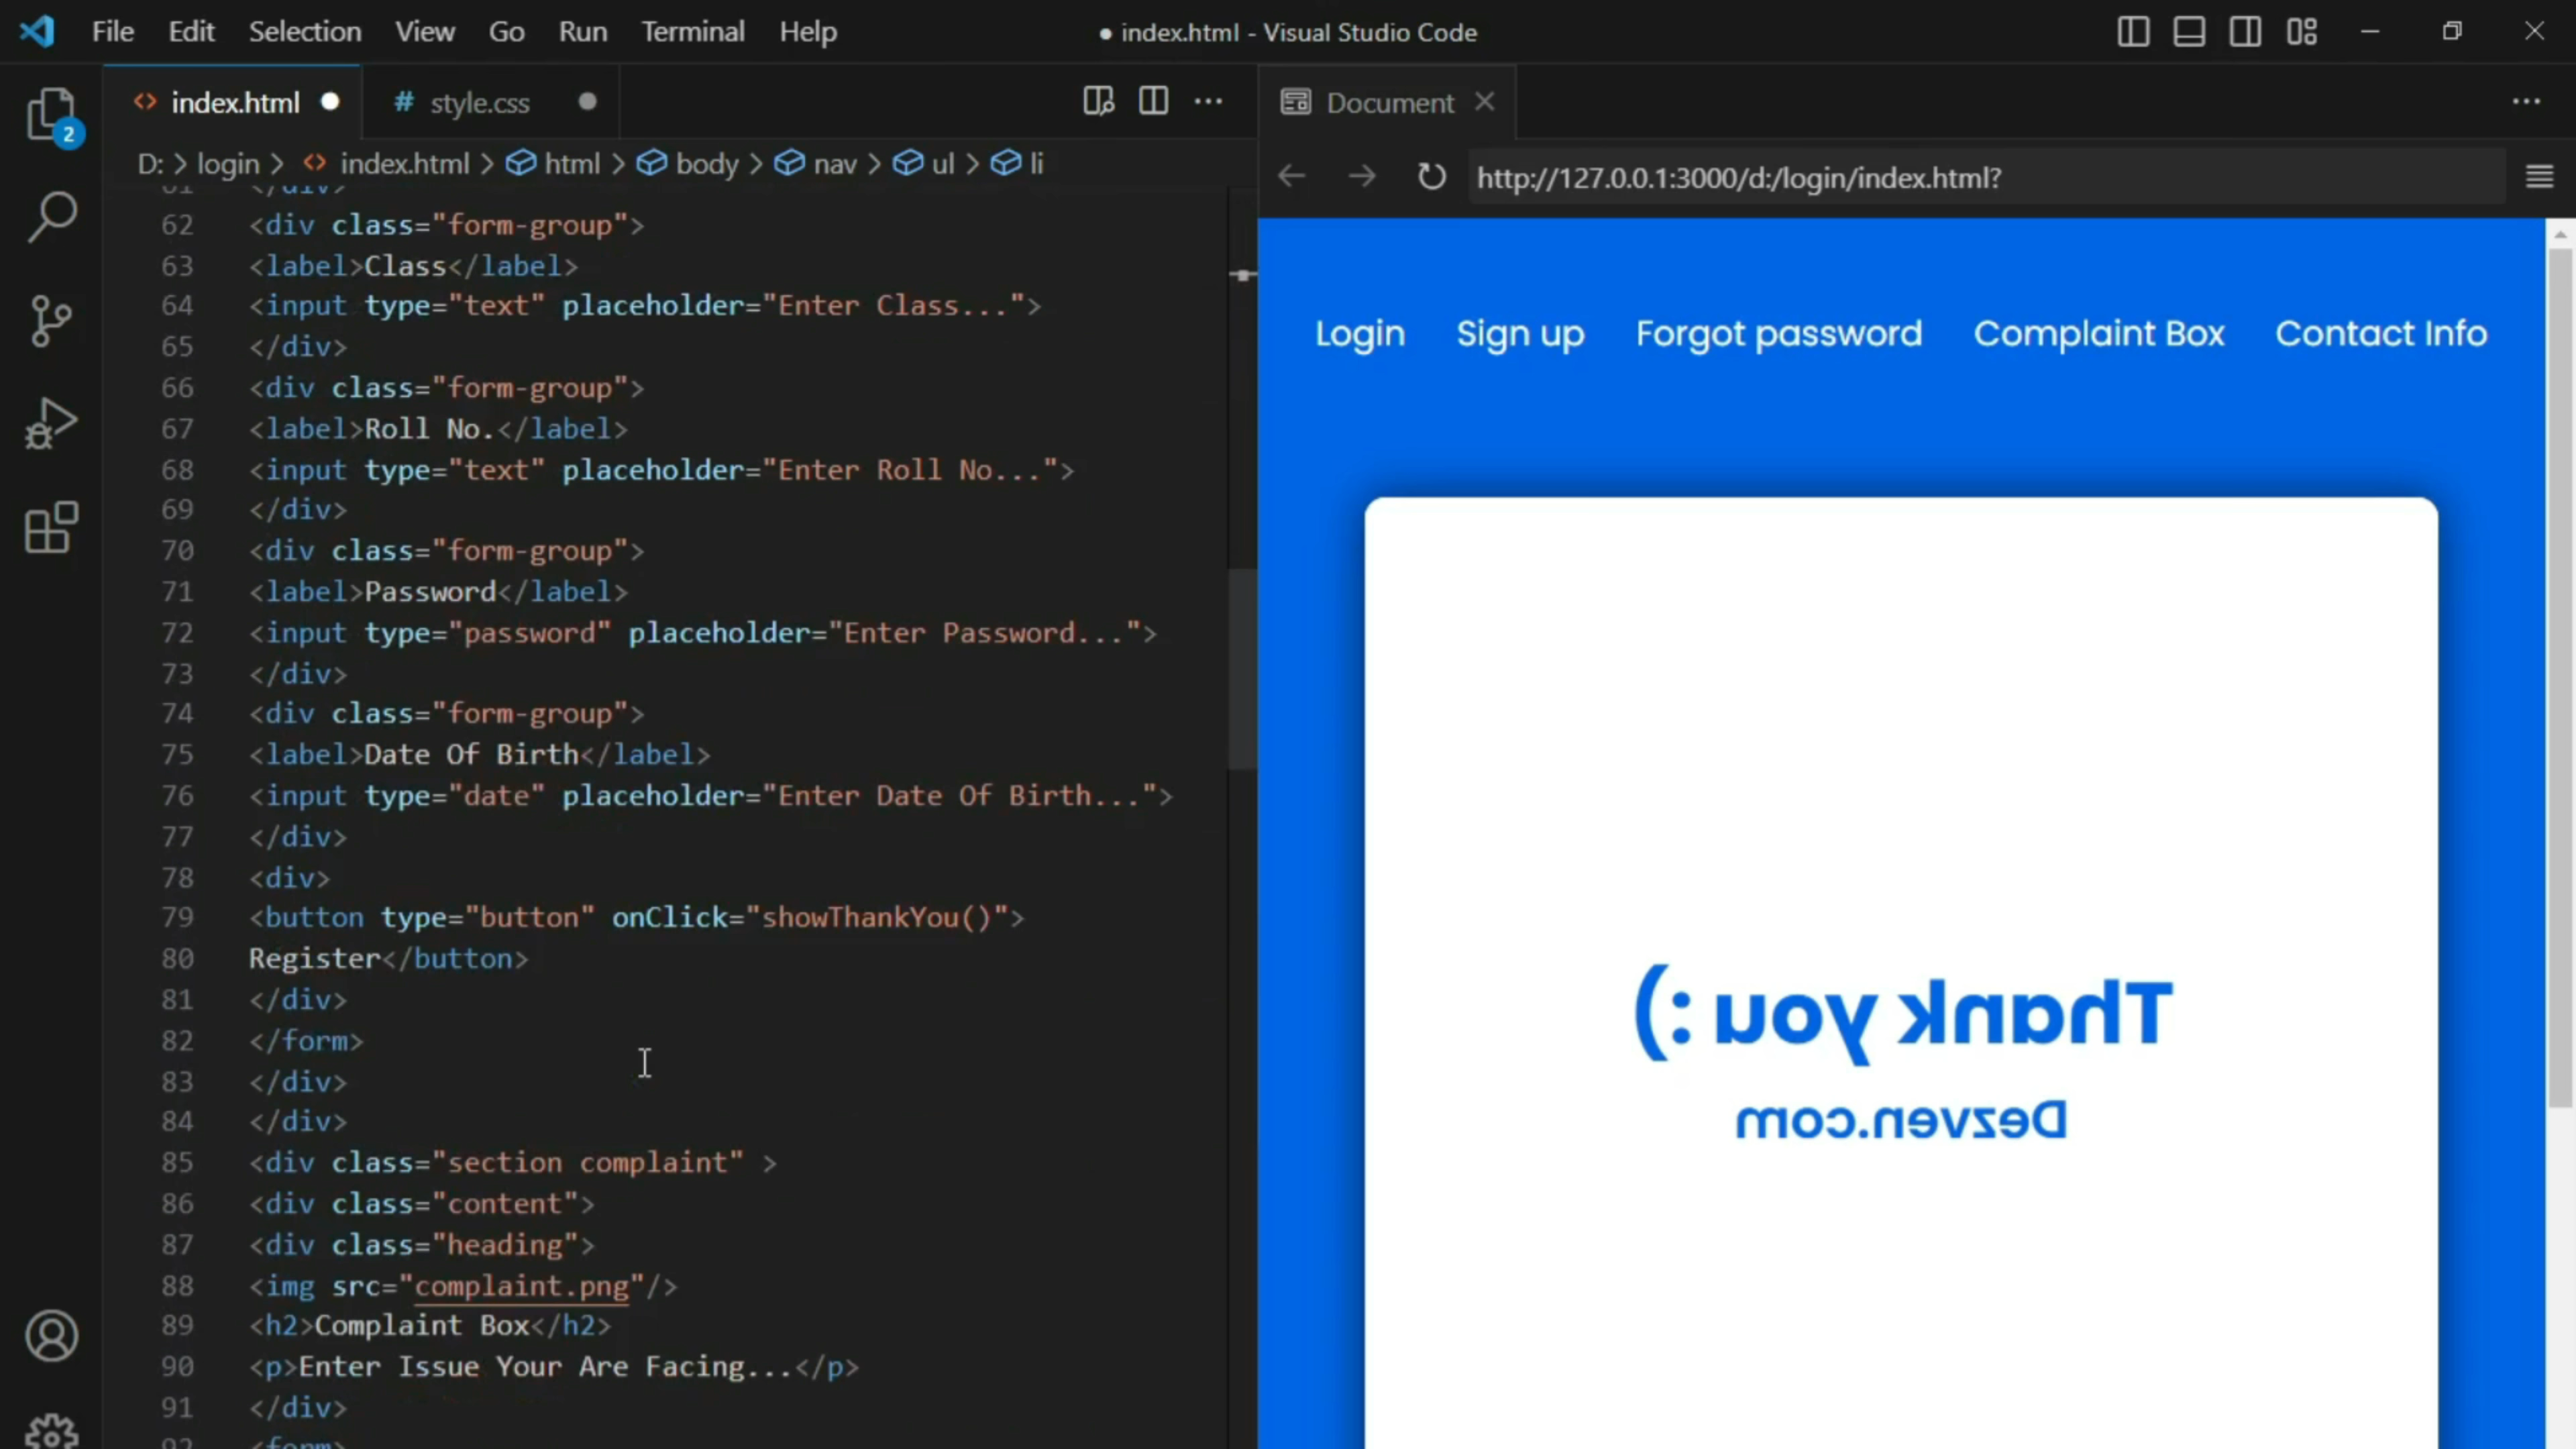 File Edit Selection View Go Run Terminal Help
● index.html - Visual Studio Code
index.html
# style.css
Document
2
D: > login > index.html > html > body > nav > ul > li
http://127.0.0.1:3000/d:/login/index.html?
61 </div>
62 <div class="form-group">
63 <label>Class</label>
64 <input type="text" placeholder="Enter Class...">
65 </div>
66 <div class="form-group">
67 <label>Roll No.</label>
68 <input type="text" placeholder="Enter Roll No...">
69 </div>
70 <div class="form-group">
71 <label>Password</label>
72 <input type="password" placeholder="Enter Password...">
73 </div>
74 <div class="form-group">
75 <label>Date Of Birth</label>
76 <input type="date" placeholder="Enter Date Of Birth...">
77 </div>
78 <div>
79 <button type="button" onClick="showThankYou()">
80 Register</button>
81 </div>
82 </form>
83 </div>
84 </div>
85 <div class="section complaint" >
86 <div class="content">
87 <div class="heading">
88 <img src="complaint.png"/>
89 <h2>Complaint Box</h2>
90 <p>Enter Issue Your Are Facing...</p>
91 </div>
92 <form>
Login Sign up Forgot password Complaint Box Contact Info
Thank you :)
Dezven.com